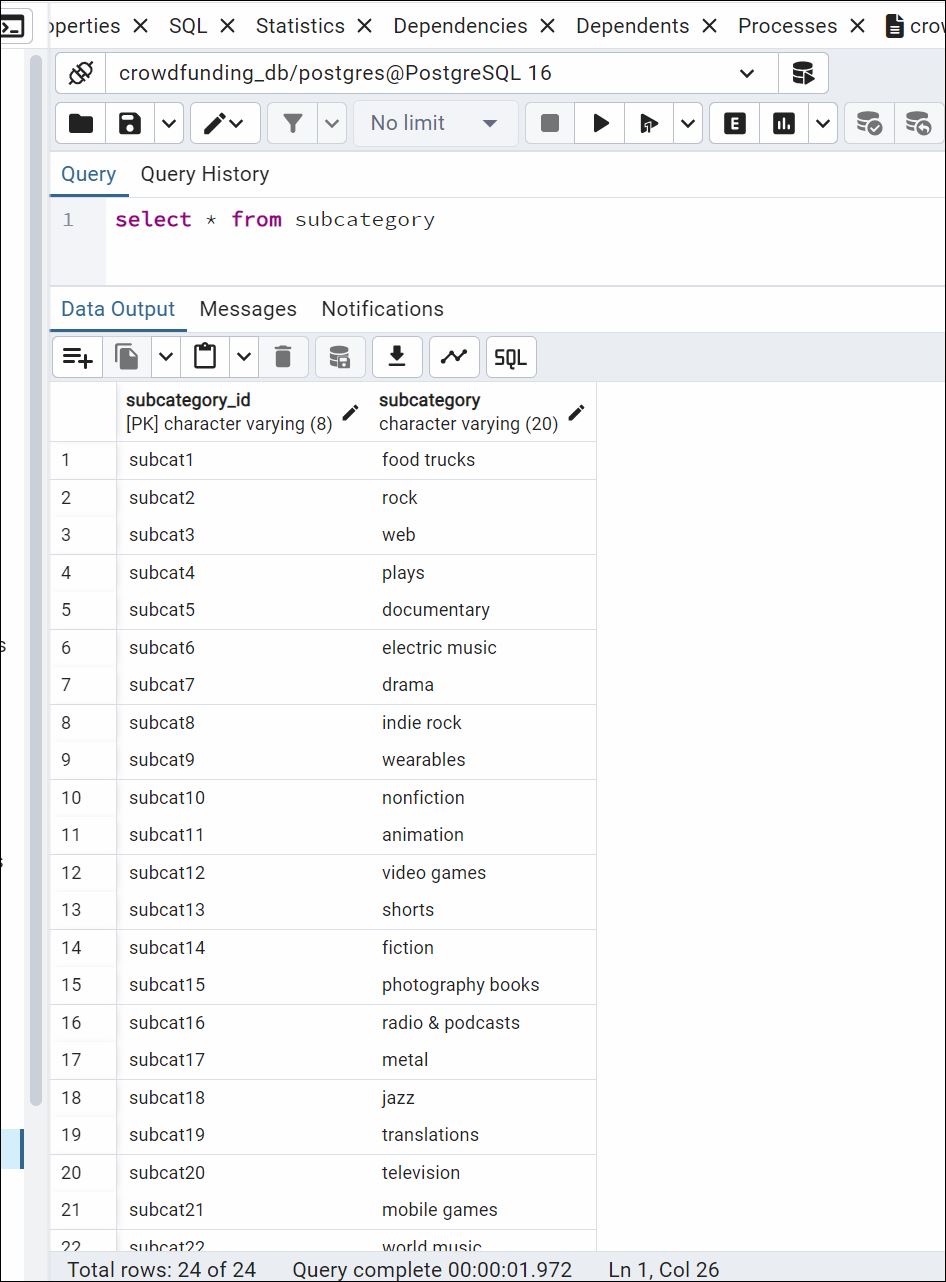 operties SQL Statistics Dependencies Dependents Processes crow
crowdfunding_db/postgres@PostgreSQL 16
No limit E
Query Query History
1 select * from subcategory
Data Output Messages Notifications
SQL
subcategory_id subcategory
[PK] character varying (8) character varying (20)
1 subcat1 food trucks
2 subcat2 rock
3 subcat3 web
4 subcat4 plays
5 subcat5 documentary
s
6 subcat6 electric music
7 subcat7 drama
8 subcat8 indie rock
9 subcat9 wearables
10 subcat10 nonfiction
11 subcat11 animation
s
12 subcat12 video games
13 subcat13 shorts
14 subcat14 fiction
15 subcat15 photography books
16 subcat16 radio & podcasts
17 subcat17 metal
18 subcat18 jazz
19 subcat19 translations
20 subcat20 television
21 subcat21 mobile games
22 subcat22 world music
Total rows: 24 of 24 Query complete 00:00:01.972 Ln 1, Col 26